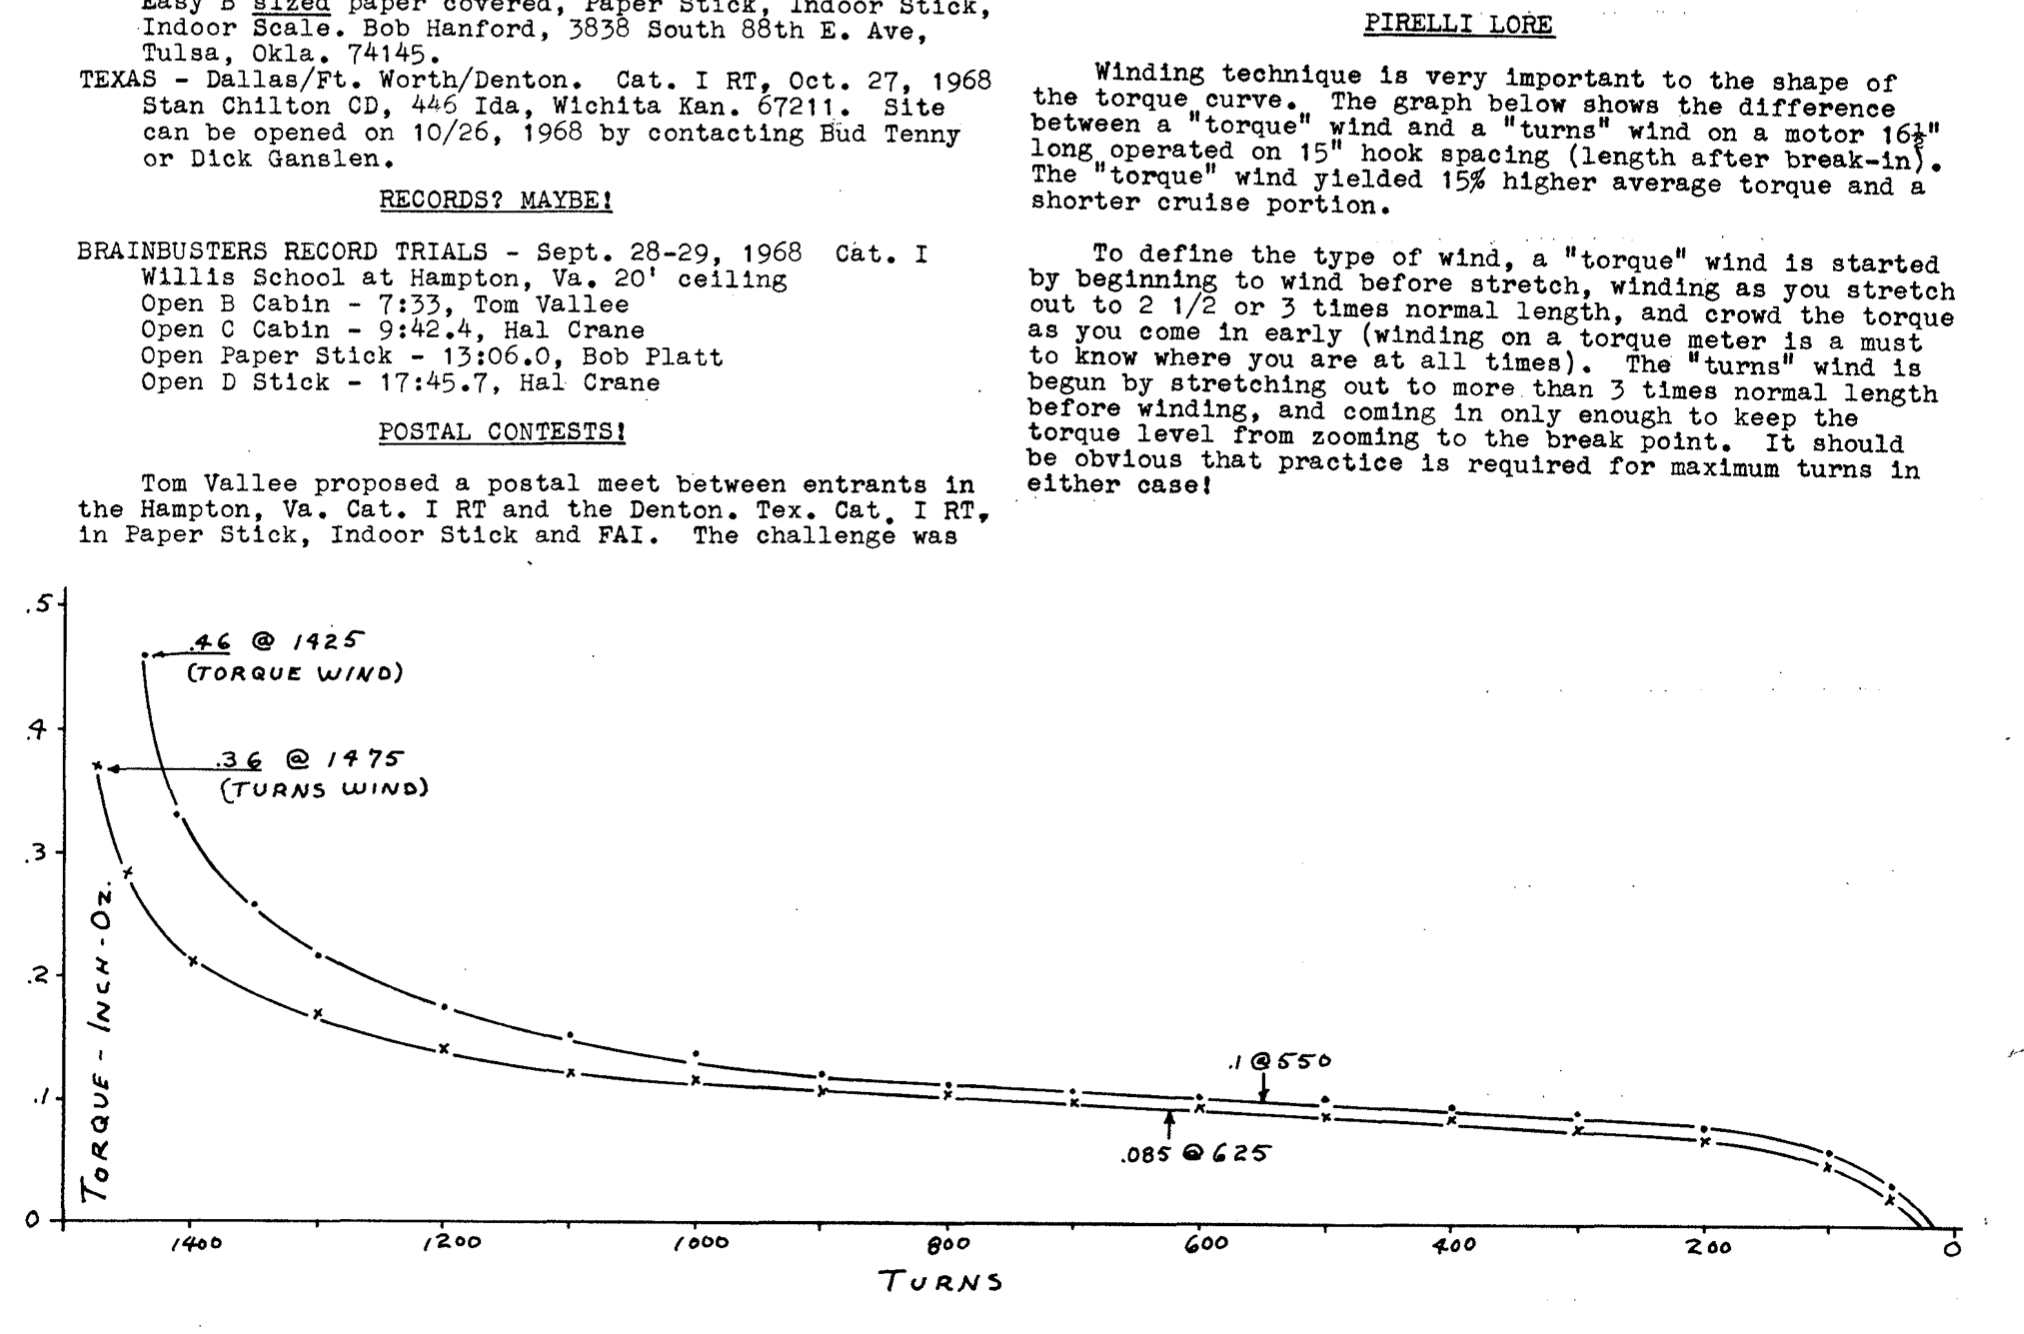 Easy B sized paper covered, Paper Stick, Indoor Stick,
Indoor Scale. Bob Hanford, 3838 South 88th E. Ave,
Tulsa, Okla. 74145.
TEXAS - Dallas/Ft. Worth/Denton. Cat. I RT, Oct. 27, 1968
Stan Chilton CD, 446 Ida, Wichita Kan. 67211. Site
can be opened on 10/26, 1968 by contacting Bud Tenny
or Dick Ganslen.
RECORDS? MAYBE!
BRAINBUSTERS RECORD TRIALS - Sept. 28-29, 1968 Cat. I
Willis School at Hampton, Va. 20' ceiling
Open B Cabin - 7:33, Tom Vallee
Open C Cabin - 9:42.4, Hal Crane
Open Paper Stick - 13:06.0, Bob Platt
Open D Stick - 17:45.7, Hal Crane
POSTAL CONTESTS!
Tom Vallee proposed a postal meet between entrants in
the Hampton, Va. Cat. I RT and the Denton. Tex. Cat. I RT,
in Paper Stick, Indoor Stick and FAI. The challenge was
PIRELLI LORE
Winding technique is very important to the shape of
the torque curve. The graph below shows the difference
between a "torque" wind and a "turns" wind on a motor 16½"
long operated on 15" hook spacing (length after break-in).
The "torque" wind yielded 15% higher average torque and a
shorter cruise portion.
To define the type of wind, a "torque" wind is started
by beginning to wind before stretch, winding as you stretch
out to 2 1/2 or 3 times normal length, and crowd the torque
as you come in early (winding on a torque meter is a must
to know where you are at all times). The "turns" wind is
begun by stretching out to more than 3 times normal length
before winding, and coming in only enough to keep the
torque level from zooming to the break point. It should
be obvious that practice is required for maximum turns in
either case!
.5
.4
.3
.2
.1
0
TORQUE - INCH-OZ.
.46 @ 1425
(TORQUE WIND)
.36 @ 1475
(TURNS WIND)
.1 @ 550
.085 @ 625
1400 1200 1000 800 600 400 200 0
TURNS